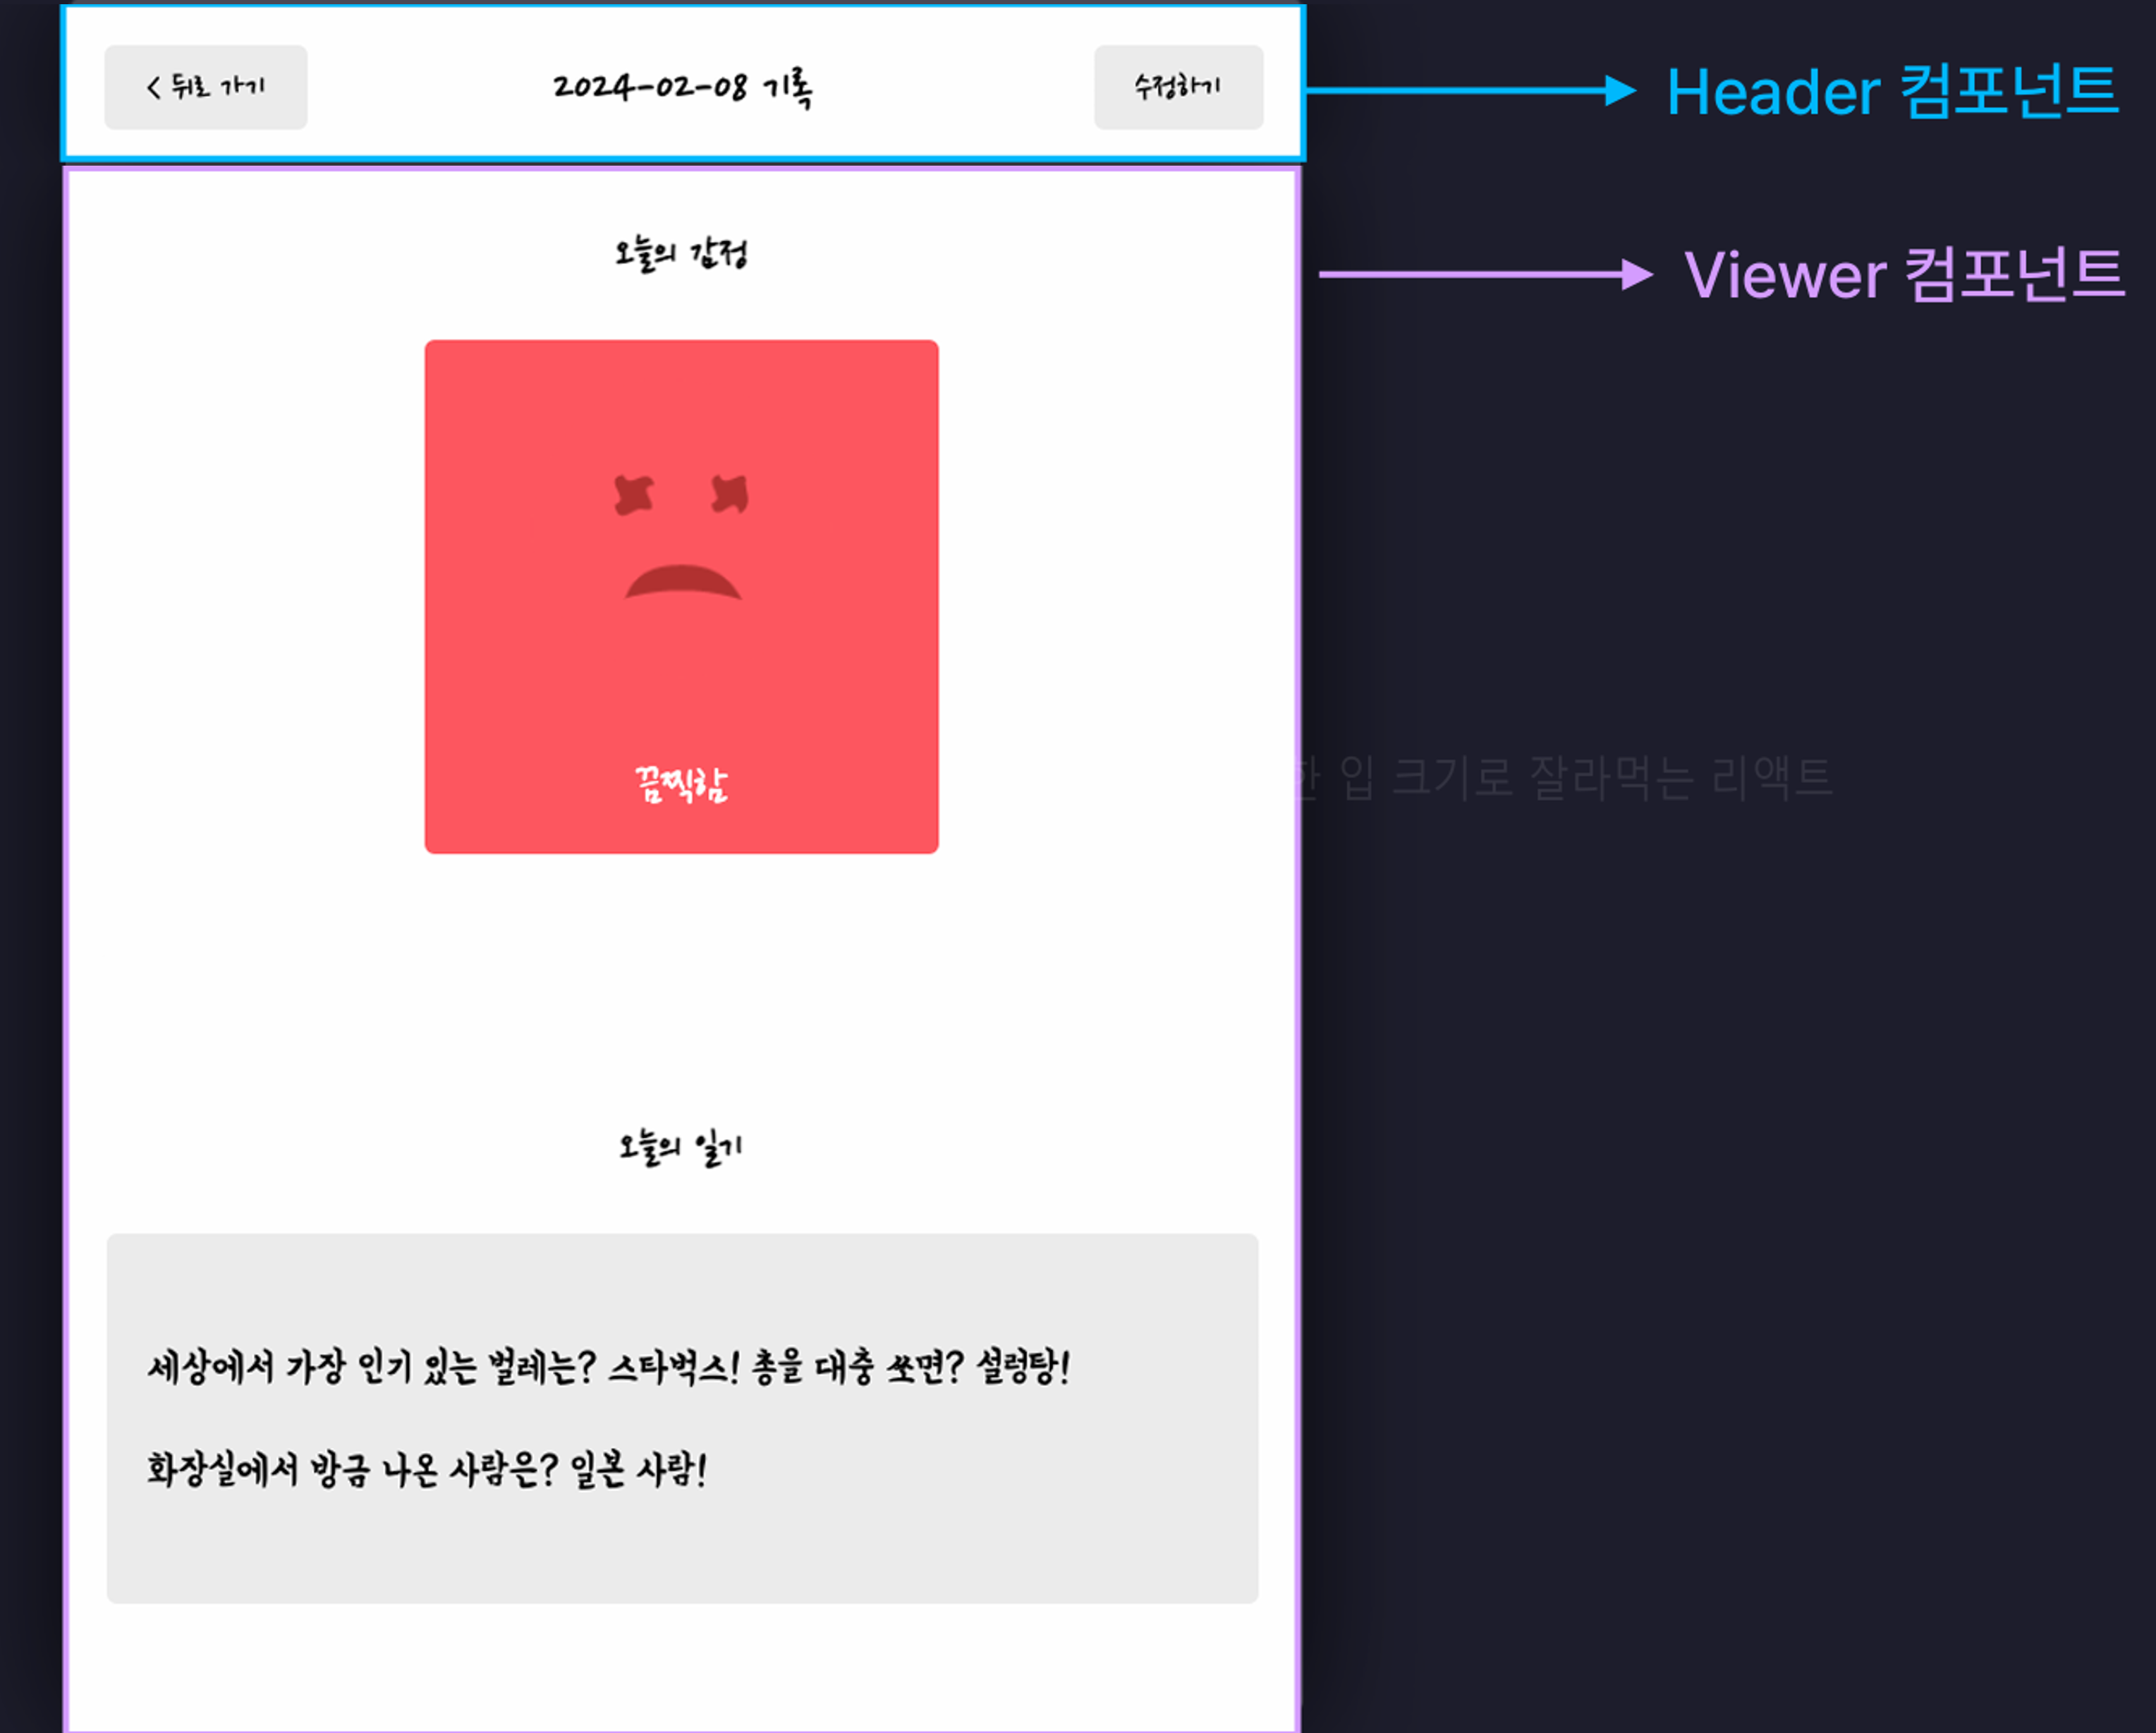 < 뒤로 가기
2024-02-08 기록
수정하기
Header 컴포넌트
Viewer 컴포넌트
오늘의 감정
끔찍함
한 입 크기로 잘라먹는 리액트
오늘의 일기
세상에서 가장 인기 있는 벌레는? 스타벅스! 총을 대충 쏘면? 설렁탕!
화장실에서 방금 나온 사람은? 일본 사람!